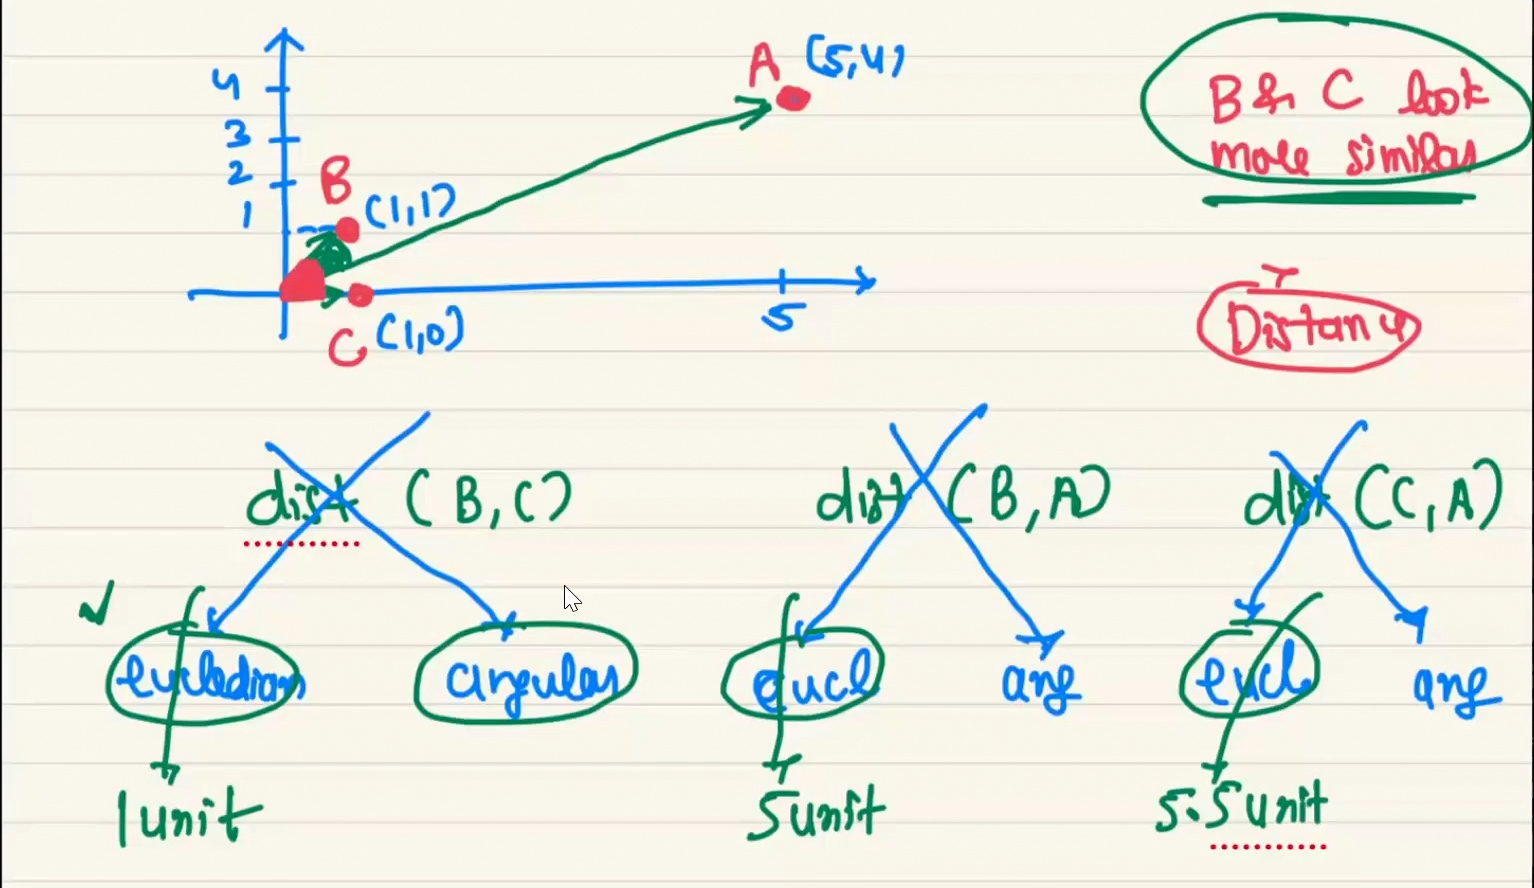 A (5,4)
B & C look
more similar
4
3
2
1
B (1,1)
5
C (1,0)
Distance
dist (B,C)
dist (B,A)
dist (C,A)
eucledian
angular
eucl
ang
eucl
ang
1 unit
5 unit
5.5 unit